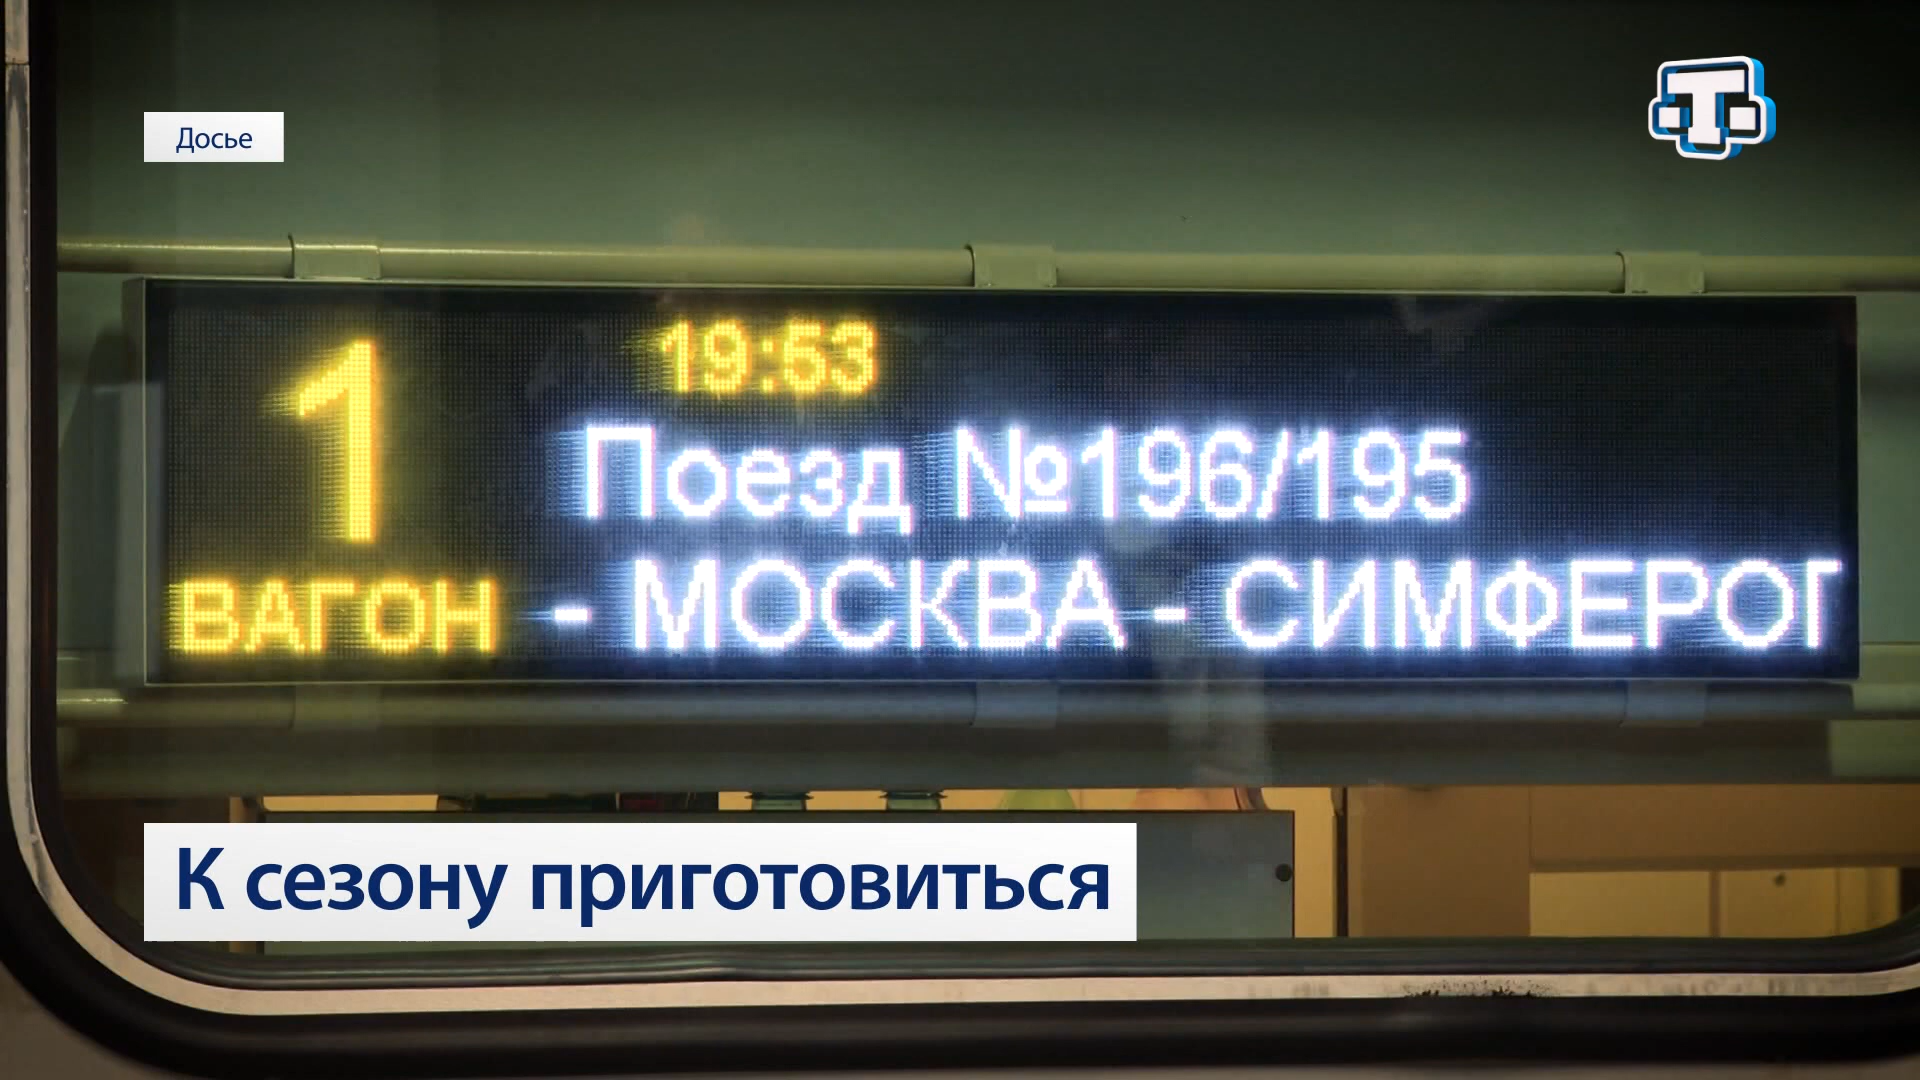 Досье
Т
1
19:53
Поезд №196/195
ВАГОН
- МОСКВА - СИМФЕРОП
К сезону приготовиться